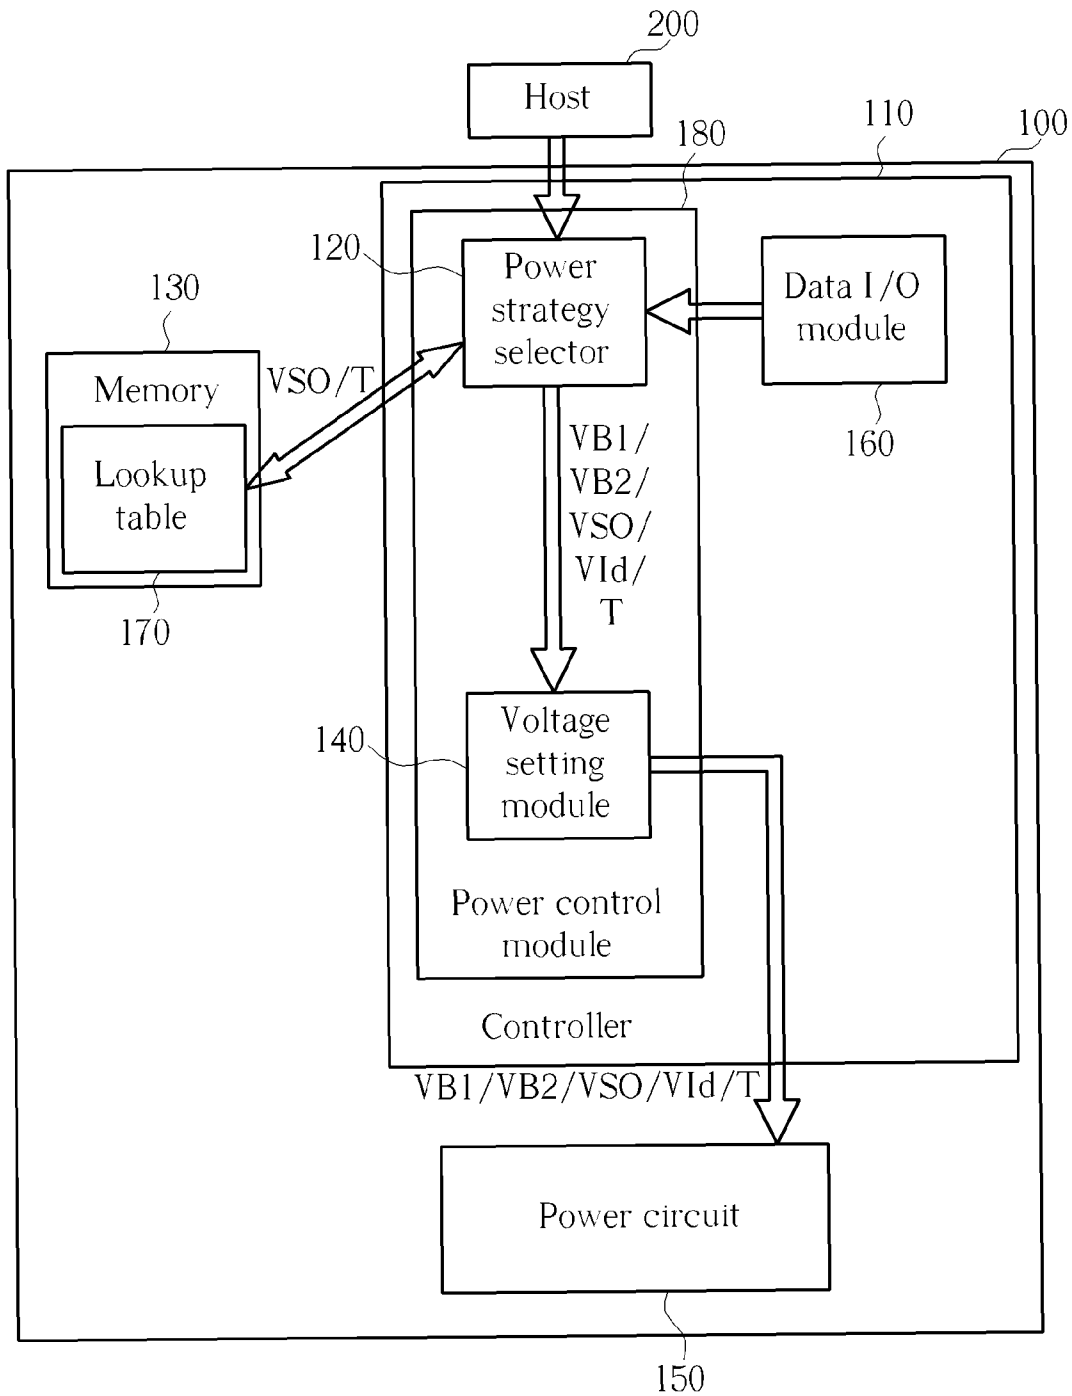 200
Host
180
110
100
120
Power
strategy
selector
Data I/O
module
160
130
Memory
VSO/T
Lookup
table
170
VB1/
VB2/
VSO/
VId/
T
140
Voltage
setting
module
Power control
module
Controller
VB1/VB2/VSO/VId/T
Power circuit
150